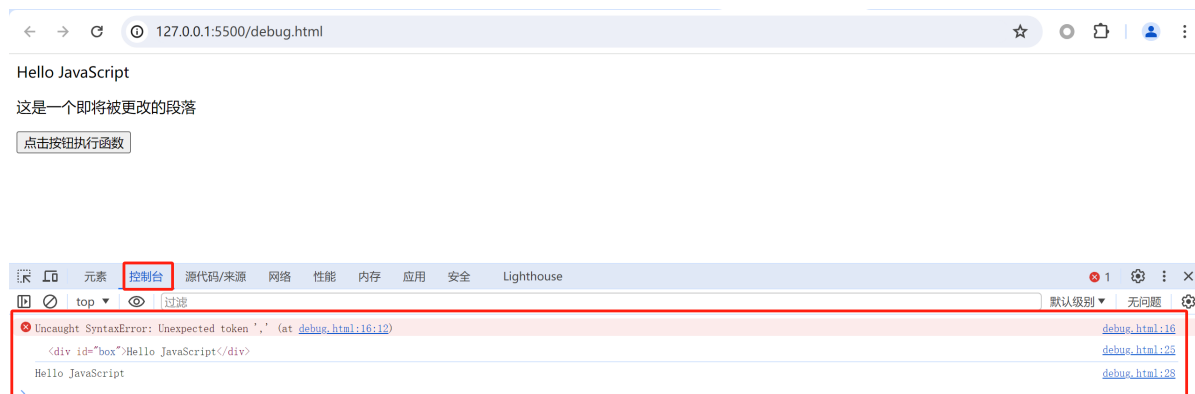 127.0.0.1:5500/debug.html
Hello JavaScript
这是一个即将被更改的段落
点击按钮执行函数
元素 控制台 源代码/来源 网络 性能 内存 应用 安全 Lighthouse 1
top 过滤 默认级别 无问题
Uncaught SyntaxError: Unexpected token ',' (at debug.html:16:12) debug.html:16
<div id="box">Hello JavaScript</div> debug.html:25
Hello JavaScript debug.html:28